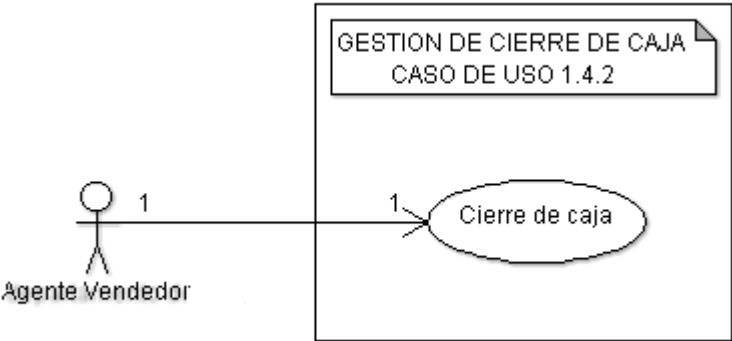 GESTION DE CIERRE DE CAJA
CASO DE USO 1.4.2
1
1
Cierre de caja
Agente Vendedor